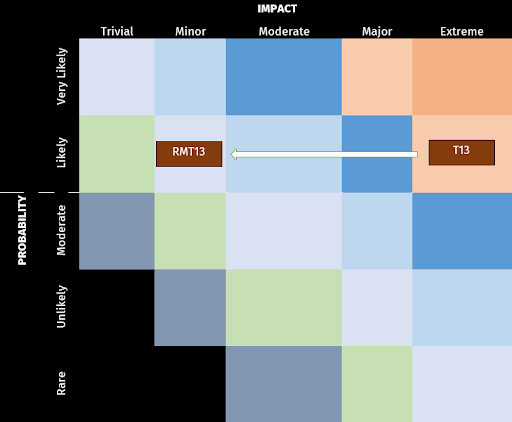 IMPACT
Trivial Minor Moderate Major Extreme
Very Likely
Likely
RMT13
T13
PROBABILITY
Moderate
Unlikely
Rare